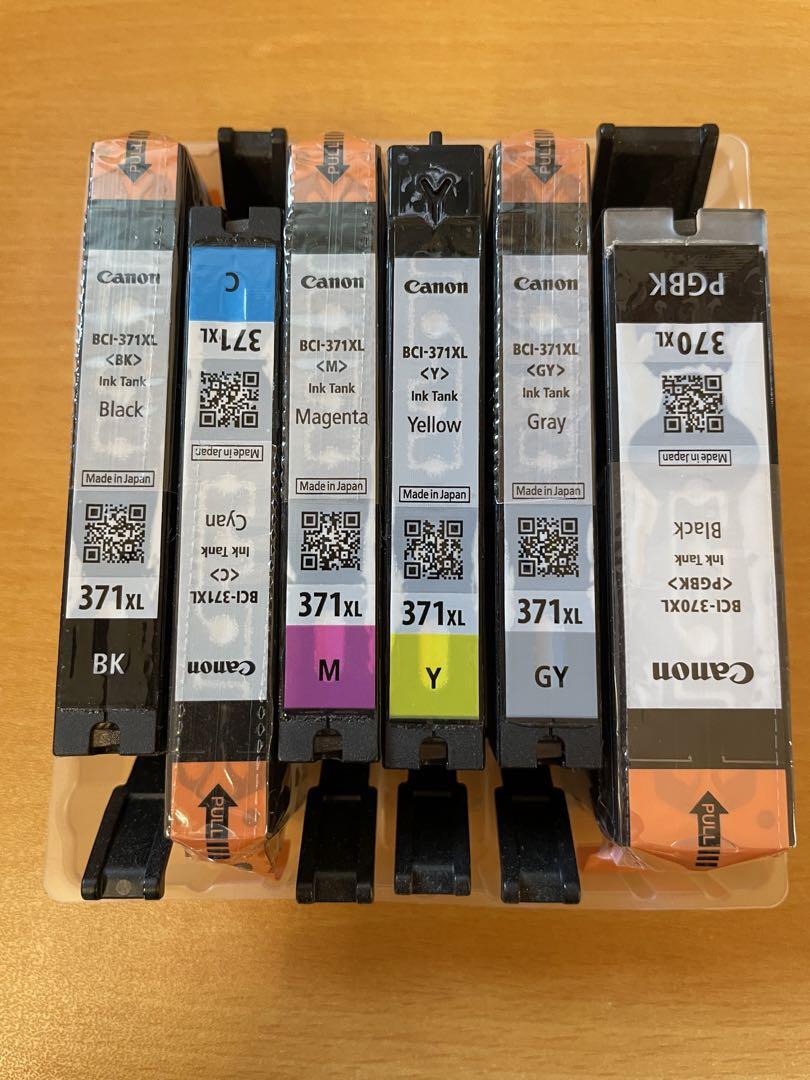 PULL
Canon
BCI-371XL
<BK>
Ink Tank
Black
Made in Japan
371XL
BK
C
371XL
Made in Japan
Cyan
Ink Tank
<C>
BCI-371XL
Canon
PULL
PULL
Canon
BCI-371XL
<M>
Ink Tank
Magenta
Made in Japan
371XL
M
Y
Canon
BCI-371XL
<Y>
Ink Tank
Yellow
Made in Japan
371XL
Y
PULL
Canon
BCI-371XL
<GY>
Ink Tank
Gray
Made in Japan
371XL
GY
PGBK
370XL
Made in Japan
Black
Ink Tank
<PGBK>
BCI-370XL
Canon
PULL